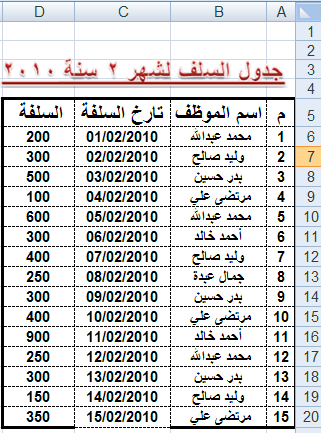 D C B A
1
2
3 جدول السلف لشهر ٢ سنة ٢٠١٠
4
5 م اسم الموظف تارخ السلفة السلفة
6 1 محمد عبدالله 01/02/2010 200
7 2 وليد صالح 02/02/2010 300
8 3 بدر حسين 03/02/2010 500
9 4 مرتضى علي 04/02/2010 100
10 5 محمد عبدالله 05/02/2010 600
11 6 أحمد خالد 06/02/2010 300
12 7 وليد صالح 07/02/2010 400
13 8 جمال عبدة 08/02/2010 250
14 9 بدر حسين 09/02/2010 300
15 10 مرتضى علي 10/02/2010 400
16 11 أحمد خالد 11/02/2010 900
17 12 محمد عبدالله 12/02/2010 250
18 13 بدر حسين 13/02/2010 300
19 14 وليد صالح 14/02/2010 150
20 15 مرتضى علي 15/02/2010 350